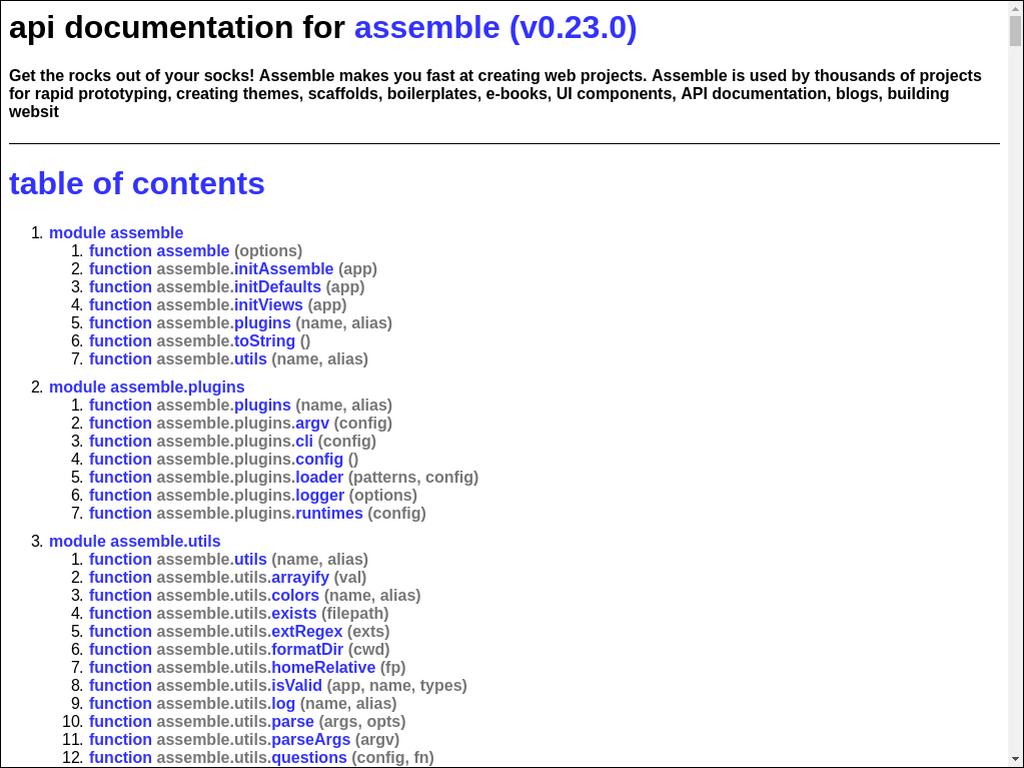 api documentation for assemble (v0.23.0)
Get the rocks out of your socks! Assemble makes you fast at creating web projects. Assemble is used by thousands of projects
for rapid prototyping, creating themes, scaffolds, boilerplates, e-books, UI components, API documentation, blogs, building
websit
table of contents
1. module assemble
1. function assemble (options)
2. function assemble.initAssemble (app)
3. function assemble.initDefaults (app)
4. function assemble.initViews (app)
5. function assemble.plugins (name, alias)
6. function assemble.toString ()
7. function assemble.utils (name, alias)
2. module assemble.plugins
1. function assemble.plugins (name, alias)
2. function assemble.plugins.argv (config)
3. function assemble.plugins.cli (config)
4. function assemble.plugins.config ()
5. function assemble.plugins.loader (patterns, config)
6. function assemble.plugins.logger (options)
7. function assemble.plugins.runtimes (config)
3. module assemble.utils
1. function assemble.utils (name, alias)
2. function assemble.utils.arrayify (val)
3. function assemble.utils.colors (name, alias)
4. function assemble.utils.exists (filepath)
5. function assemble.utils.extRegex (exts)
6. function assemble.utils.formatDir (cwd)
7. function assemble.utils.homeRelative (fp)
8. function assemble.utils.isValid (app, name, types)
9. function assemble.utils.log (name, alias)
10. function assemble.utils.parse (args, opts)
11. function assemble.utils.parseArgs (argv)
12. function assemble.utils.questions (config, fn)